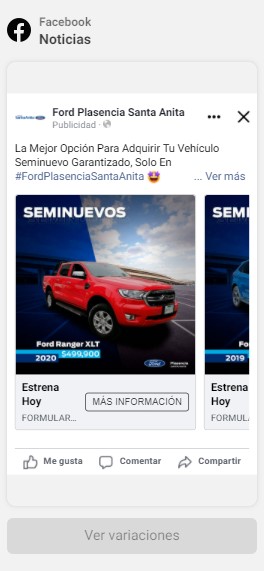 Facebook
Noticias
Ford Plasencia Santa Anita
Publicidad ·
La Mejor Opción Para Adquirir Tu Vehículo
Seminuevo Garantizado, Solo En
#FordPlasenciaSantaAnita 🤩 ... Ver más
SEMINUEVOS
Ford Ranger XLT
2020 $499,900
Ford Plasencia
Estrena
Hoy
MÁS INFORMACIÓN
FORMULAR...
SEMI
2019
Estrena
Hoy
FORMUL
Me gusta Comentar Compartir
Ver variaciones